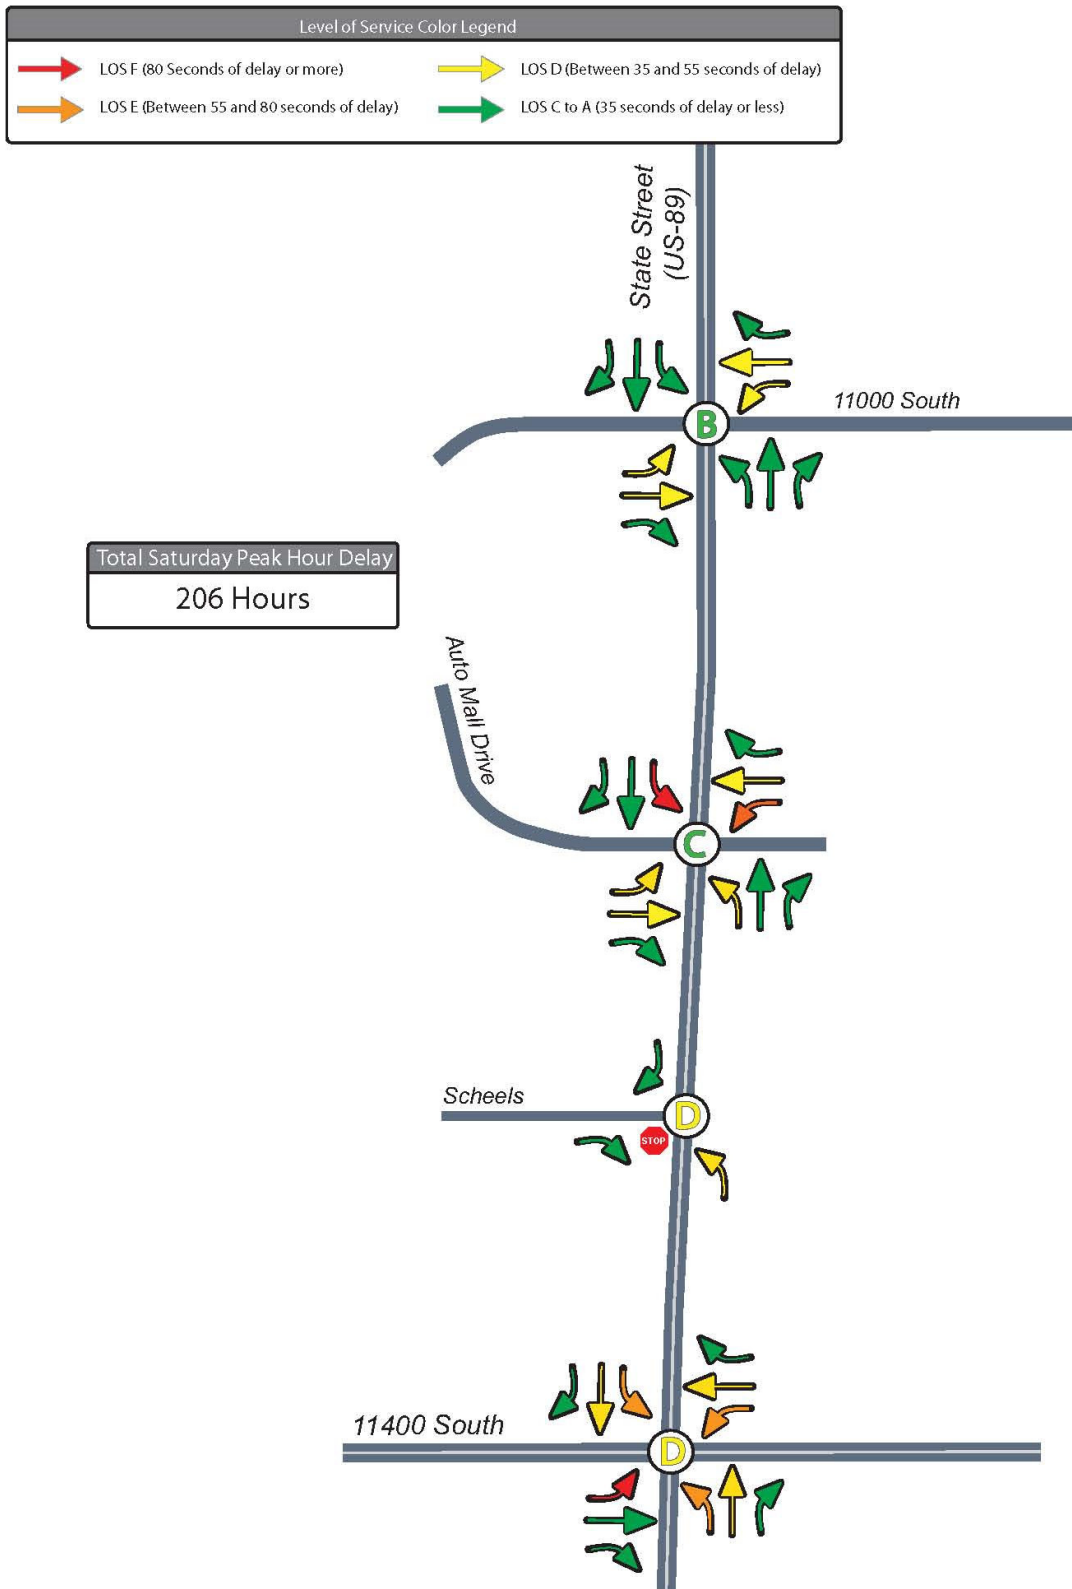 Level of Service Color Legend
LOS F (80 Seconds of delay or more)
LOS D (Between 35 and 55 seconds of delay)
LOS E (Between 55 and 80 seconds of delay)
LOS C to A (35 seconds of delay or less)
State Street
(US-89)
11000 South
B
Total Saturday Peak Hour Delay
206 Hours
Auto Mall Drive
C
Scheels
D
STOP
11400 South
D